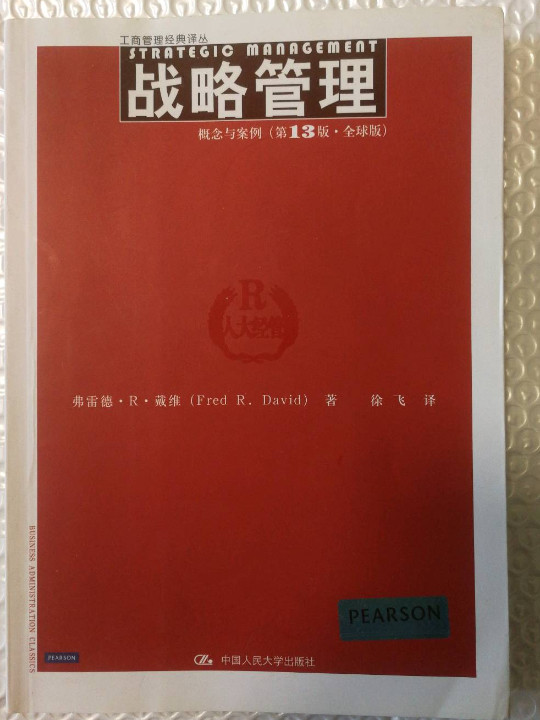 工商管理经典译丛
STRATEGIC MANAGEMENT
战略管理
概念与案例（第13版·全球版）
R
人大经管
弗雷德·R·戴维（Fred R. David） 著 徐飞 译
BUSINESS ADMINISTRATION CLASSICS
PEARSON
PEARSON
中国人民大学出版社